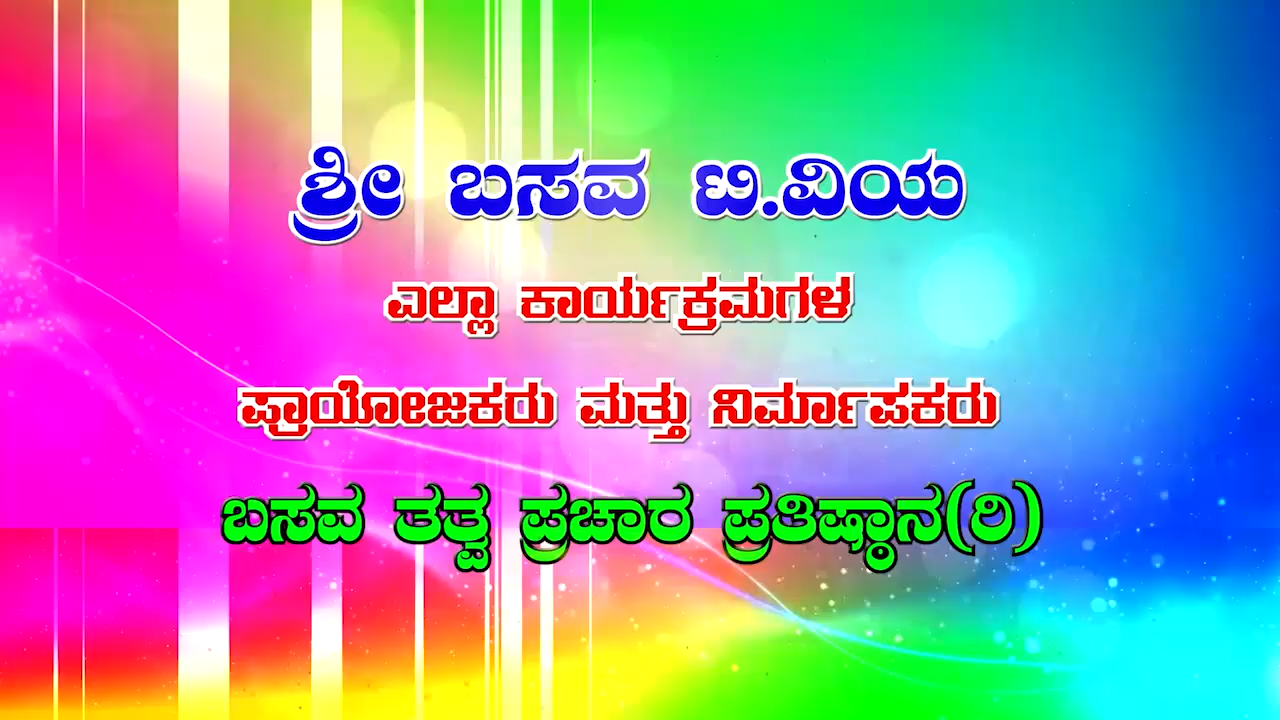 ಶ್ರೀ ಬಸವ ಟಿ.ವಿಯ
ಎಲ್ಲಾ ಕಾರ್ಯಕ್ರಮಗಳ
ಪ್ರಾಯೋಜಕರು ಮತ್ತು ನಿರ್ಮಾಪಕರು
ಬಸವ ತತ್ವ ಪ್ರಚಾರ ಪ್ರತಿಷ್ಠಾನ(ರಿ)